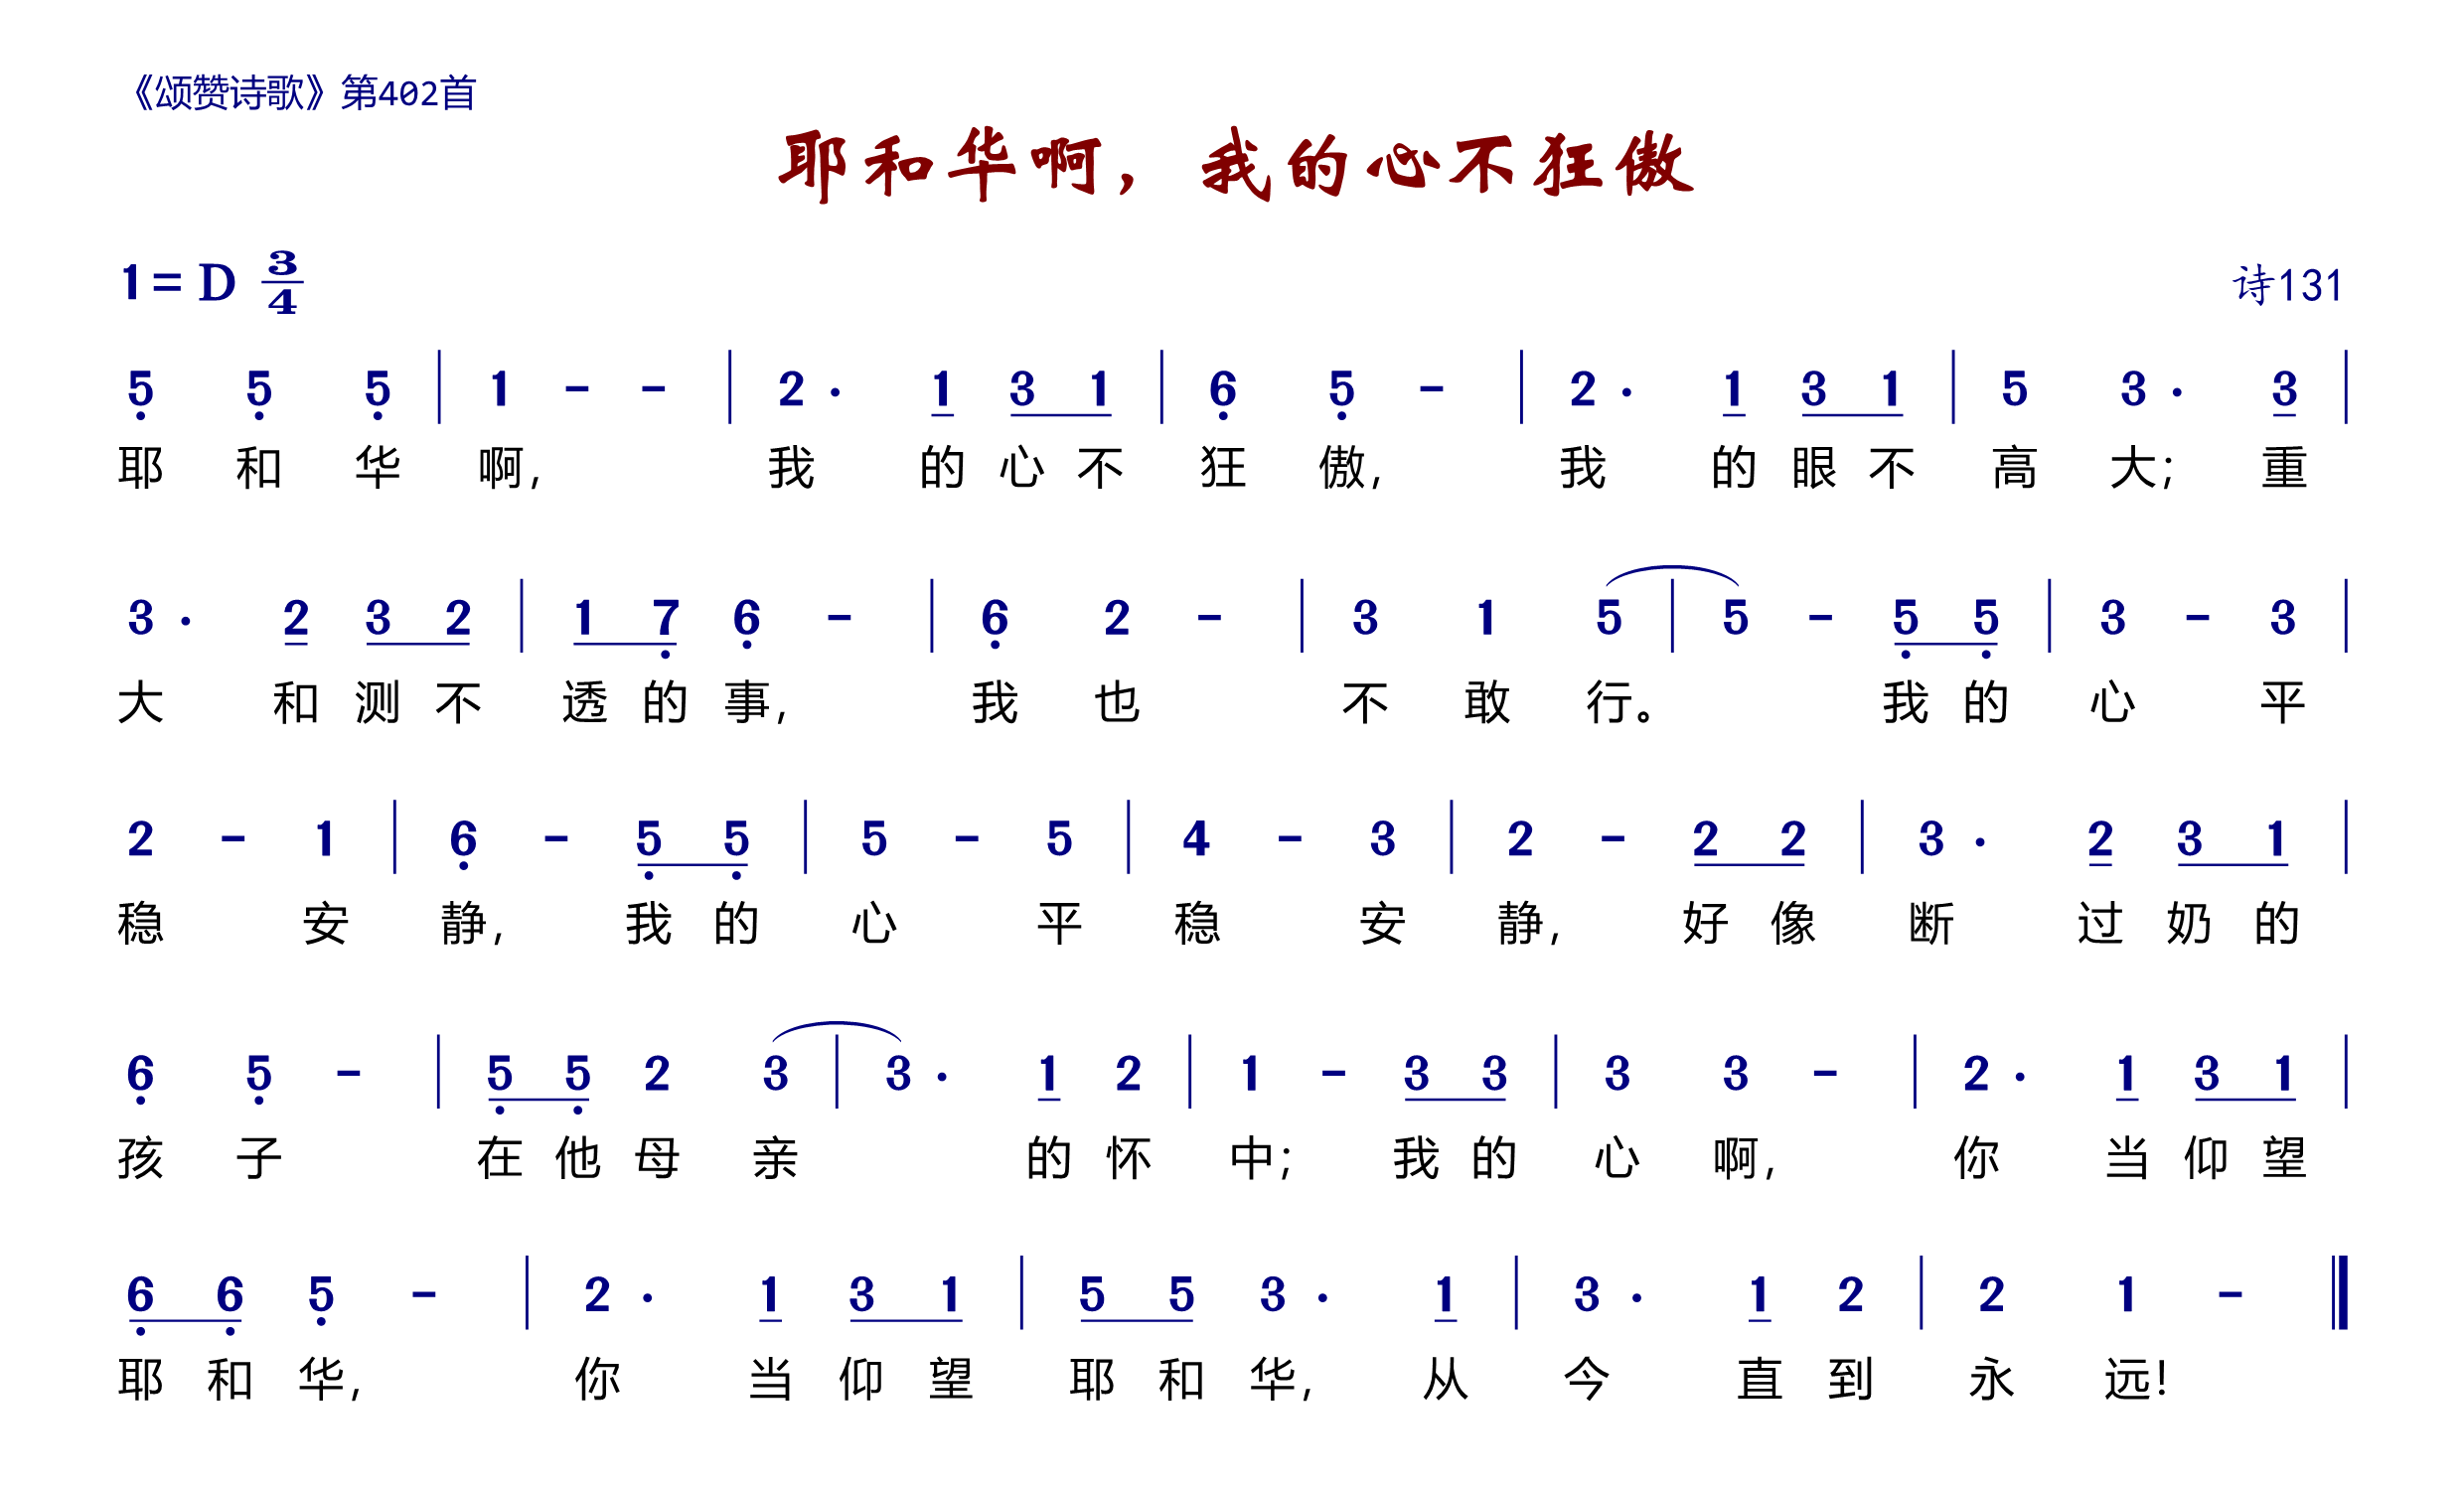 《颂赞诗歌》第402首
耶和华啊，我的心不狂傲
1=D 3/4
诗131
5̣ 5̣ 5̣ | 1 - - | 2 · 1 3 1 | 6̣ 5̣ - | 2 · 1 3 1 | 5 3 · 3 |
耶 和 华 啊, 我 的 心 不 狂 傲, 我 的 眼 不 高 大; 重
3 · 2 3 2 | 1 7̣ 6̣ - | 6̣ 2 - | 3 1 5 | 5 - 5̣ 5̣ | 3 - 3 |
大 和 测 不 透 的 事, 我 也 不 敢 行。 我 的 心 平
2 - 1 | 6̣ - 5̣ 5̣ | 5 - 5 | 4 - 3 | 2 - 2 2 | 3 · 2 3 1 |
稳 安 静, 我 的 心 平 稳 安 静, 好 像 断 过 奶 的
6̣ 5̣ - | 5̣ 5̣ 2 3 | 3 · 1 2 | 1 - 3 3 | 3 3 - | 2 · 1 3 1 |
孩 子 在 他 母 亲 的 怀 中; 我 的 心 啊, 你 当 仰 望
6̣ 6̣ 5̣ - | 2 · 1 3 1 | 5 5 3 · 1 | 3 · 1 2 | 2 1 - ‖
耶 和 华, 你 当 仰 望 耶 和 华, 从 今 直 到 永 远!